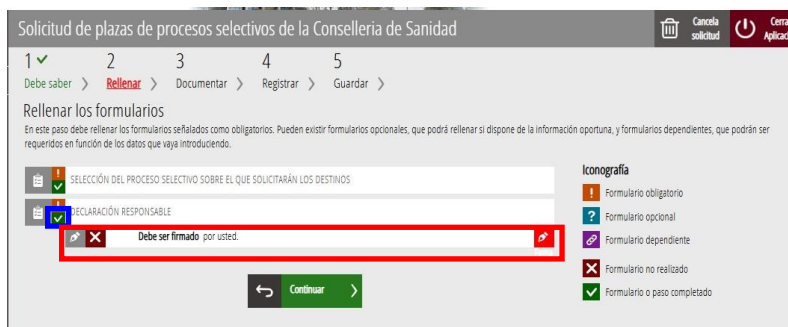 Solicitud de plazas de procesos selectivos de la Conselleria de Sanidad
Cancela
solicitud
Cerra
Aplicad
1 2 3 4 5
Debe saber > Rellenar > Documentar > Registrar > Guardar >
Rellenar los formularios
En este paso debe rellenar los formularios señalados como obligatorios. Pueden existir formularios opcionales, que podrá rellenar si dispone de la información oportuna, y formularios dependientes, que podrán ser
requeridos en función de los datos que vaya introduciendo.
SELECCIÓN DEL PROCESO SELECTIVO SOBRE EL QUE SOLICITARÁN LOS DESTINOS
DECLARACIÓN RESPONSABLE
Debe ser firmado por usted.
Continuar
Iconografía
! Formulario obligatorio
? Formulario opcional
Formulario dependiente
Formulario no realizado
Formulario o paso completado